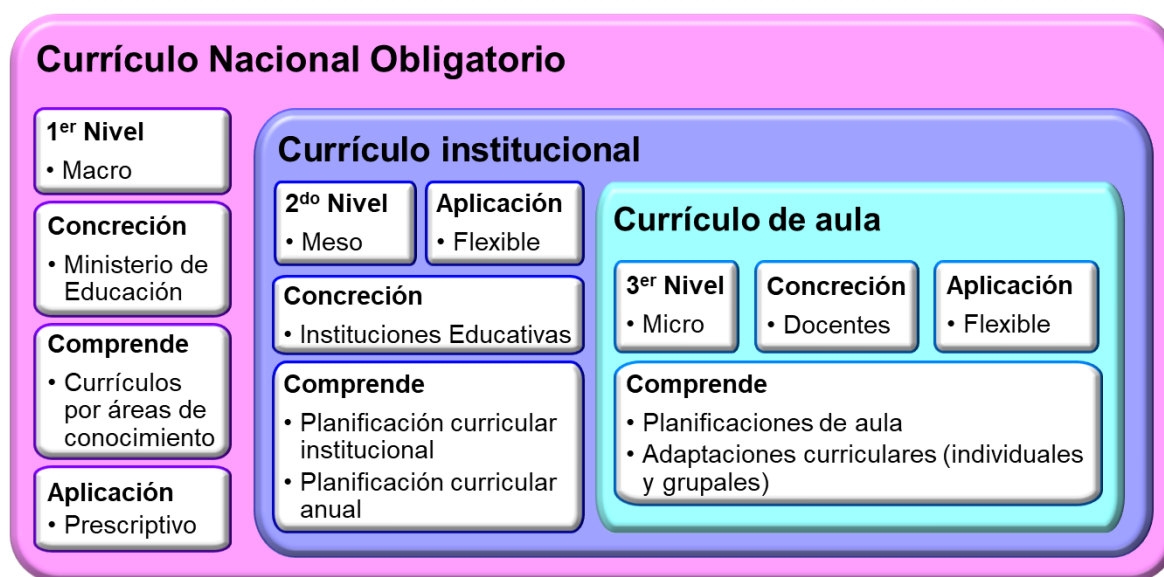 Currículo Nacional Obligatorio
1er Nivel
• Macro
Concreción
• Ministerio de
Educación
Comprende
• Currículos
por áreas de
conocimiento
Aplicación
• Prescriptivo
Currículo institucional
2do Nivel
• Meso
Aplicación
• Flexible
Concreción
• Instituciones Educativas
Comprende
• Planificación curricular
institucional
• Planificación curricular
anual
Currículo de aula
3er Nivel
• Micro
Concreción
• Docentes
Aplicación
• Flexible
Comprende
• Planificaciones de aula
• Adaptaciones curriculares (individuales
y grupales)